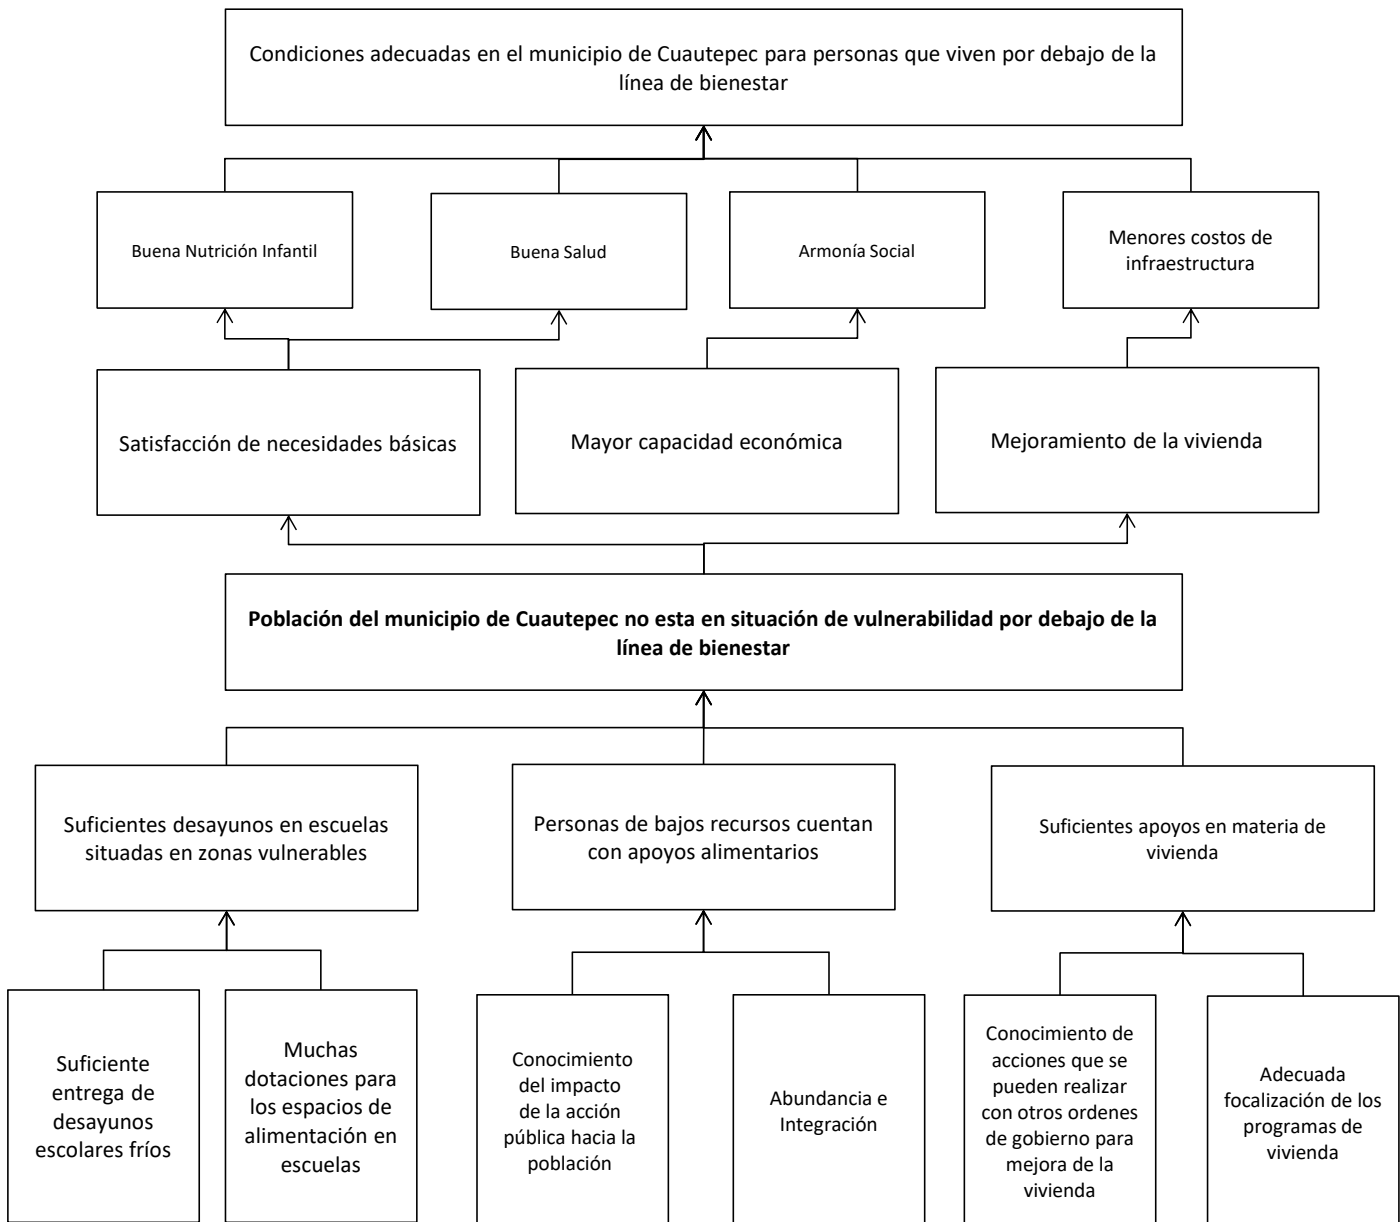 Condiciones adecuadas en el municipio de Cuautepec para personas que viven por debajo de la
línea de bienestar
Buena Nutrición Infantil
Buena Salud
Armonía Social
Menores costos de
infraestructura
Satisfacción de necesidades básicas
Mayor capacidad económica
Mejoramiento de la vivienda
Población del municipio de Cuautepec no esta en situación de vulnerabilidad por debajo de la
línea de bienestar
Suficientes desayunos en escuelas
situadas en zonas vulnerables
Personas de bajos recursos cuentan
con apoyos alimentarios
Suficientes apoyos en materia de
vivienda
Suficiente
entrega de
desayunos
escolares fríos
Muchas
dotaciones para
los espacios de
alimentación en
escuelas
Conocimiento
del impacto
de la acción
pública hacia la
población
Abundancia e
Integración
Conocimiento de
acciones que se
pueden realizar
con otros ordenes
de gobierno para
mejora de la
vivienda
Adecuada
focalización de los
programas de
vivienda